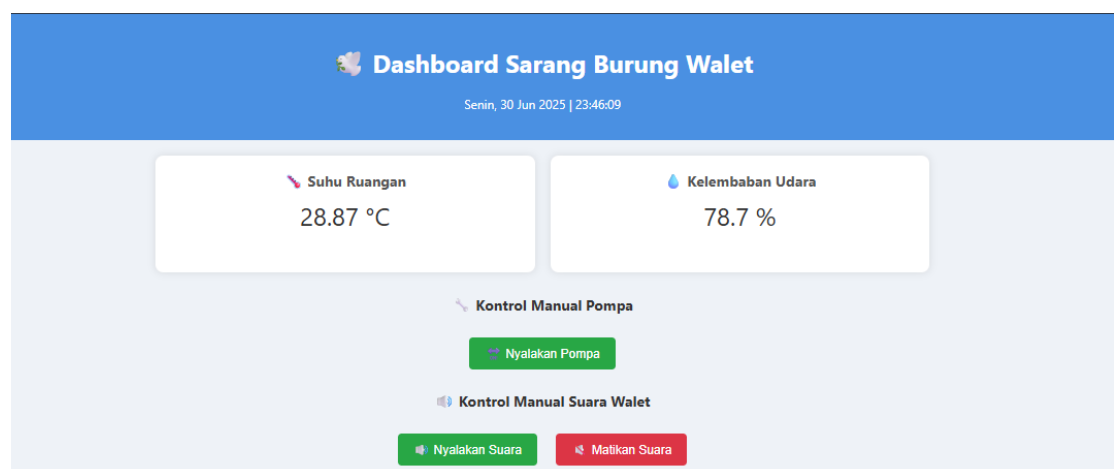 Dashboard Sarang Burung Walet
Senin, 30 Jun 2025 | 23:46:09
Suhu Ruangan
28.87 °C
Kelembaban Udara
78.7 %
Kontrol Manual Pompa
Nyalakan Pompa
Kontrol Manual Suara Walet
Nyalakan Suara
Matikan Suara